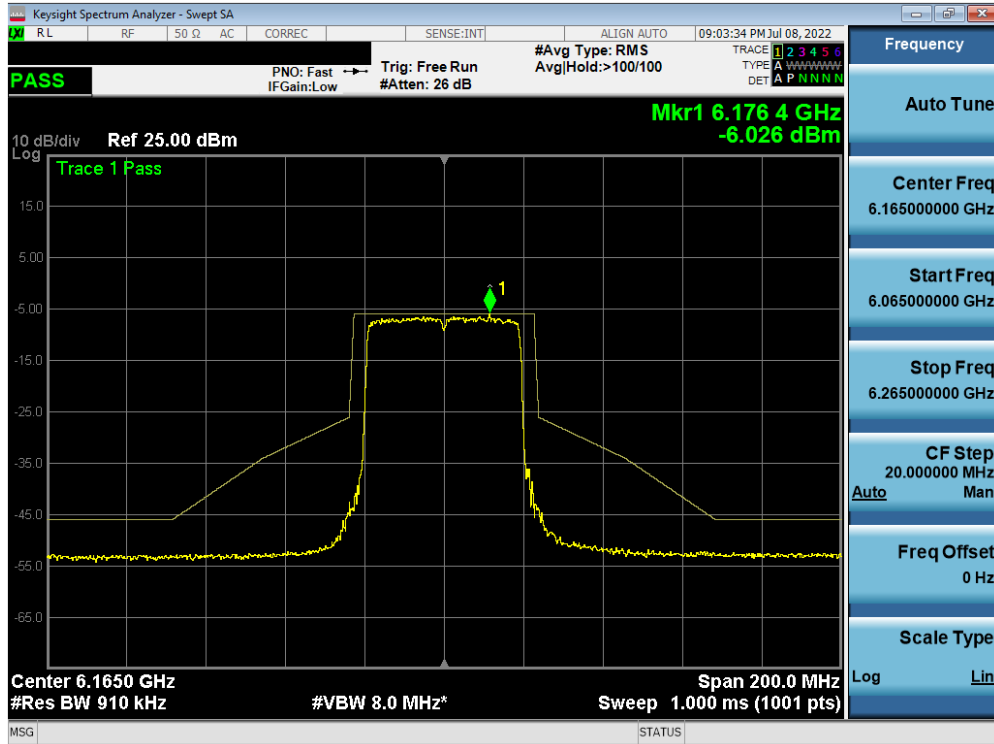 Keysight Spectrum Analyzer - Swept SA
LXI RL RF 50 Ω AC CORREC SENSE:INT ALIGN AUTO 09:03:34 PM Jul 08, 2022
PASS
PNO: Fast
IFGain:Low
Trig: Free Run
#Atten: 26 dB
#Avg Type: RMS
Avg|Hold:>100/100
TRACE 1 2 3 4 5 6
TYPE A WWWWW
DET A P N N N N
Mkr1 6.176 4 GHz
-6.026 dBm
10 dB/div Ref 25.00 dBm
Log
Trace 1 Pass
15.0
5.00
1
-5.00
-15.0
-25.0
-35.0
-45.0
-55.0
-65.0
Center 6.1650 GHz Span 200.0 MHz
#Res BW 910 kHz #VBW 8.0 MHz* Sweep 1.000 ms (1001 pts)
MSG STATUS
Frequency
Auto Tune
Center Freq
6.165000000 GHz
Start Freq
6.065000000 GHz
Stop Freq
6.265000000 GHz
CF Step
20.000000 MHz
Auto Man
Freq Offset
0 Hz
Scale Type
Log Lin